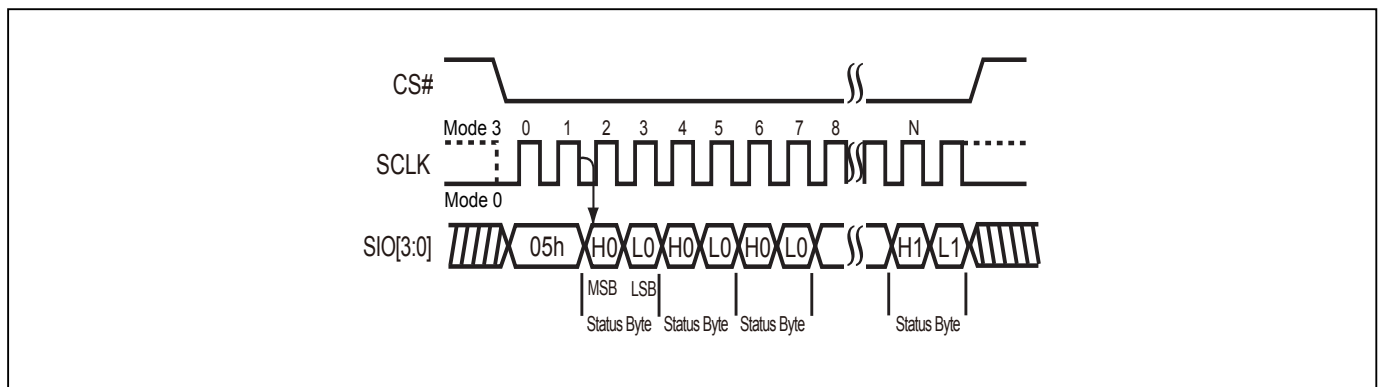 CS#
Mode 3 0 1 2 3 4 5 6 7 8 N
SCLK
Mode 0
SIO[3:0] 05h H0 L0 H0 L0 H0 L0 H1 L1
MSB LSB
Status Byte Status Byte Status Byte Status Byte